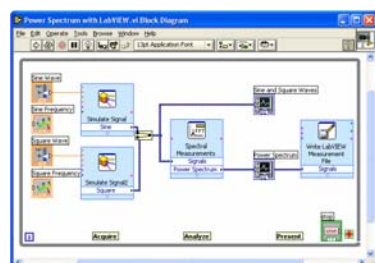 Power Spectrum with LabVIEW.vi Block Diagram
File Edit Operate Tools Browse Window Help
13pt Application Font
Sine Wave
Sine Frequency
Square Wave
Square Frequency
Simulate Signal
Sine
Simulate Signal2
Square
Spectral
Measurements
Signals
Power Spectrum
Sine and Square Waves
Power Spectrum
Write LabVIEW
Measurement
File
Signals
stop
i
Acquire
Analyze
Present